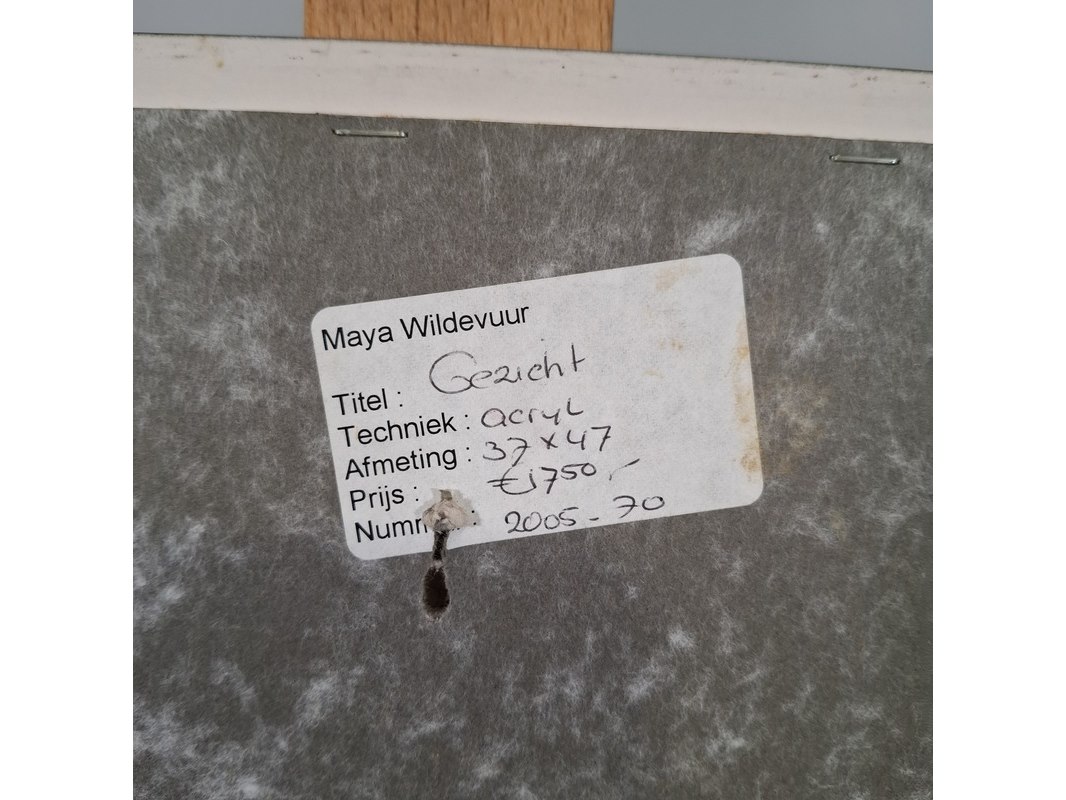 Maya Wildevuur
Titel : Gezicht
Techniek : acryl
Afmeting : 37 x 47
Prijs : €1750,-
2005-70